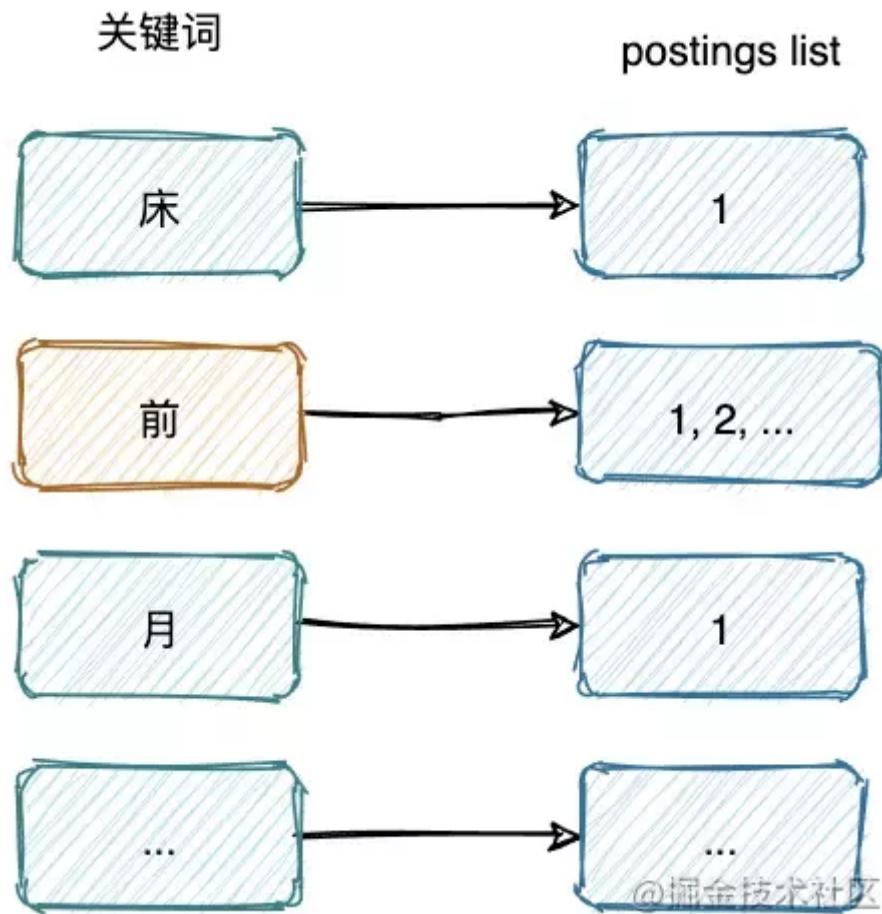 关键词
postings list
床
1
前
1, 2, ...
月
1
...
...
@掘金技术社区